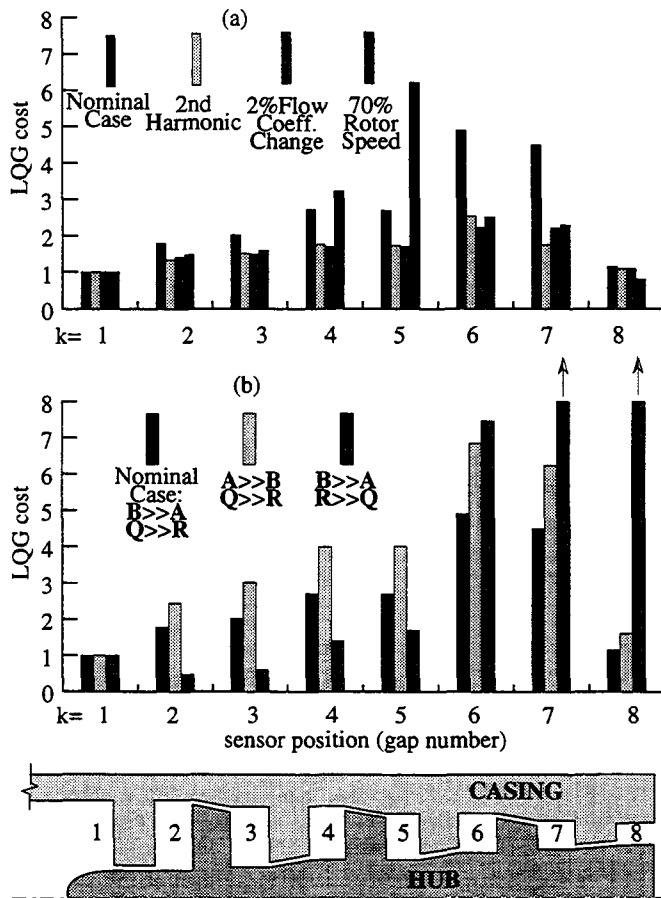 (a)
8
7
6
5
4
3
2
1
0
LQG cost
Nominal Case
2nd Harmonic
2%Flow Coeff. Change
70% Rotor Speed
k= 1 2 3 4 5 6 7 8
(b)
8
7
6
5
4
3
2
1
0
LQG cost
Nominal Case: B>>A Q>>R
A>>B Q>>R
B>>A R>>Q
k= 1 2 3 4 5 6 7 8
sensor position (gap number)
CASING
1 2 3 4 5 6 7 8
HUB